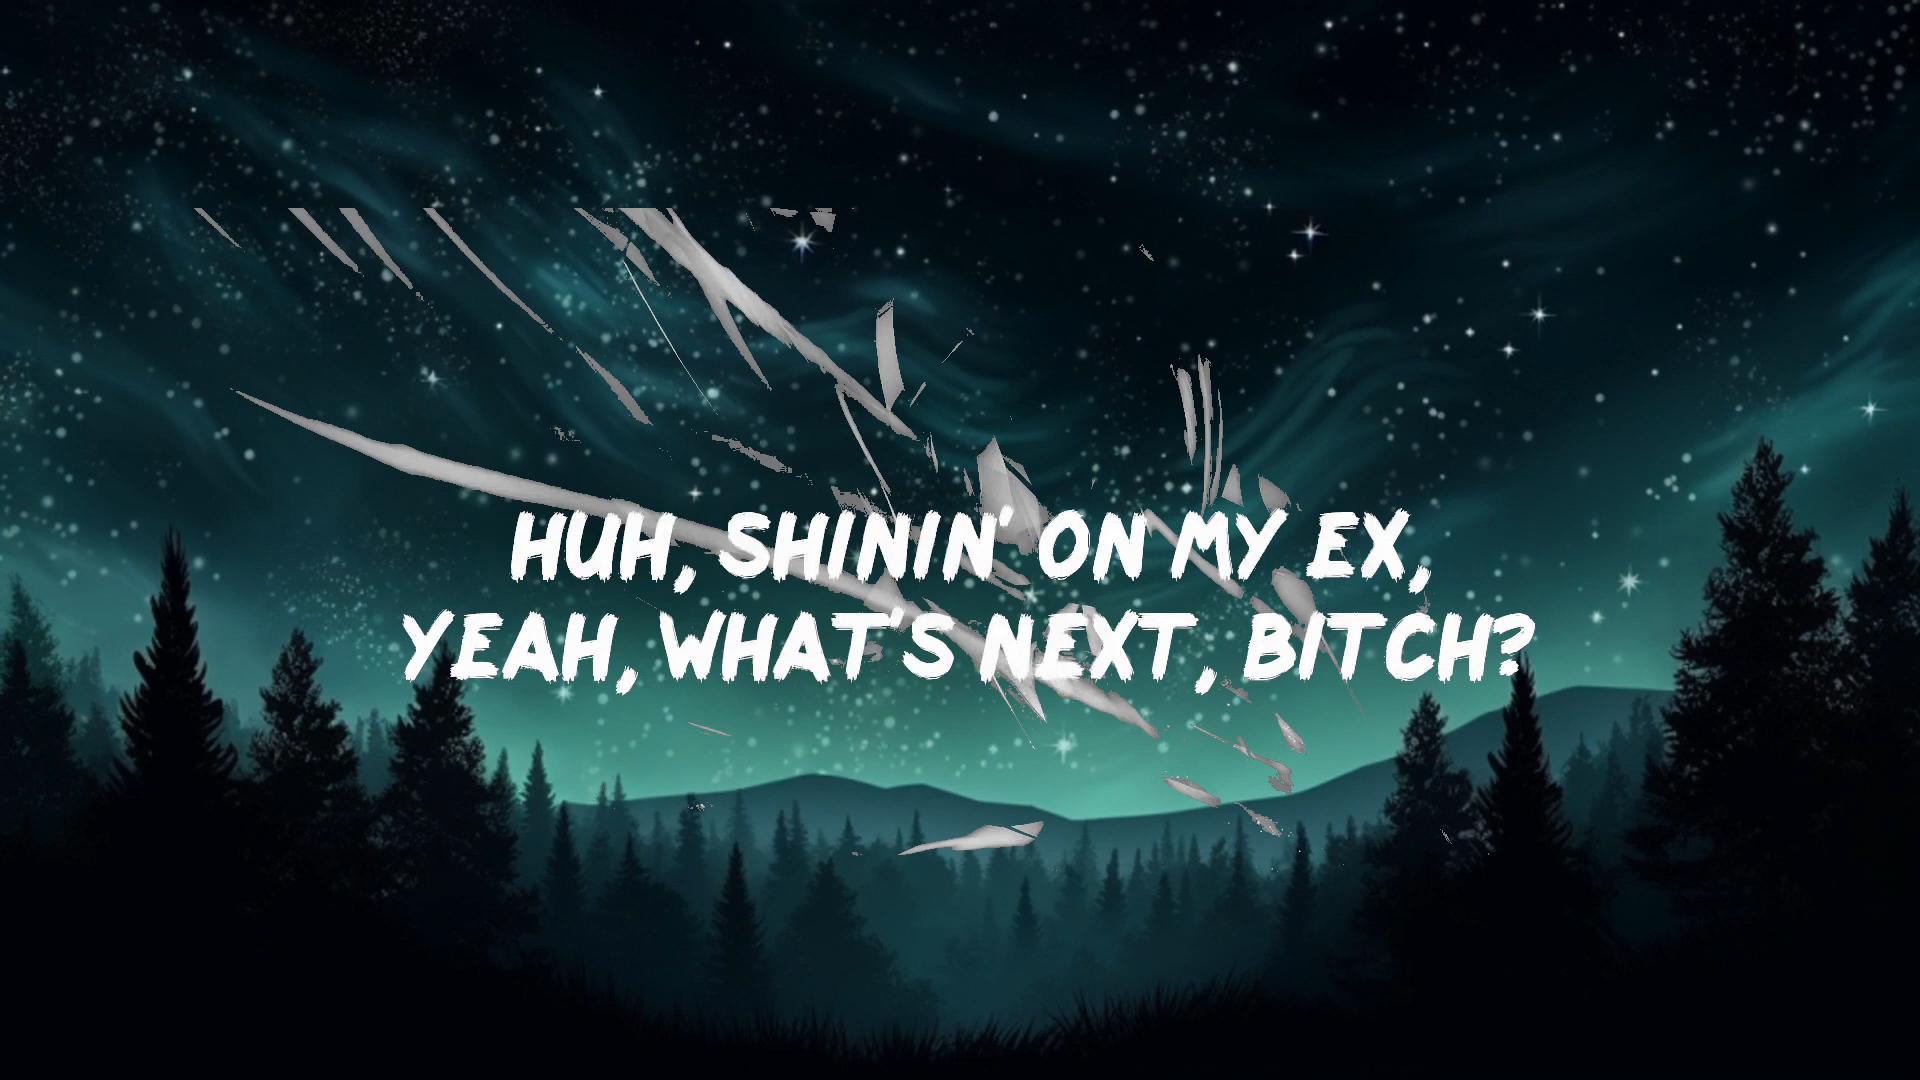 HUH, SHININ' ON MY EX,
YEAH, WHAT'S NEXT, BITCH?